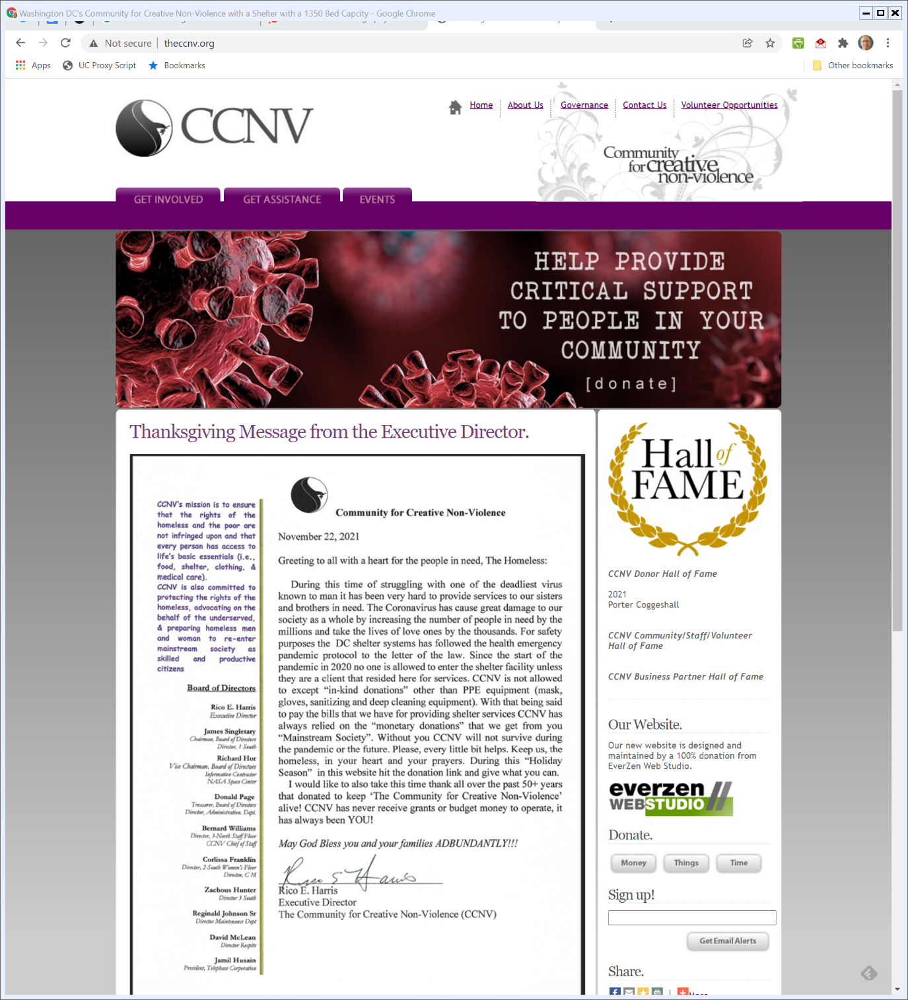 Washington DC's Community for Creative Non-Violence with a Shelter with a 1350 Bed Capcity - Google Chrome
Not secure | theccnv.org
Apps UC Proxy Script Bookmarks Other bookmarks
CCNV
Home About Us Governance Contact Us Volunteer Opportunities
Community
for creative
non-violence
GET INVOLVED GET ASSISTANCE EVENTS
HELP PROVIDE
CRITICAL SUPPORT
TO PEOPLE IN YOUR
COMMUNITY
[donate]
Thanksgiving Message from the Executive Director.
CCNV's mission is to ensure
that the rights of the
homeless and the poor are
not infringed upon and that
every person has access to
life's basic essentials (i.e.,
food, shelter, clothing, &
medical care).
CCNV is also committed to
protecting the rights of the
homeless, advocating on the
behalf of the underserved,
& preparing homeless men
and woman to re-enter
mainstream society as
skilled and productive
citizens
Board of Directors
Rico E. Harris
Executive Director
James Singletary
Chairman, Board of Directors
Director, 1 South
Richard Hor
Vice Chairman, Board of Directors
Information Contractor
NASA Space Center
Donald Page
Treasurer, Board of Directors
Director, Administration. Dept.
Bernard Williams
Director, 3-North Staff Floor
CCNV Chief of Staff
Corlissa Franklin
Director, 2-South Women's Floor
Director, C M
Zachous Hunter
Director 3 South
Reginald Johnson Sr
Director Maintenance Dept
David McLean
Director Respite
Jamil Husain
President, Telephase Corporation
Community for Creative Non-Violence
November 22, 2021
Greeting to all with a heart for the people in need, The Homeless:
During this time of struggling with one of the deadliest virus
known to man it has been very hard to provide services to our sisters
and brothers in need. The Coronavirus has cause great damage to our
society as a whole by increasing the number of people in need by the
millions and take the lives of love ones by the thousands. For safety
purposes the DC shelter systems has followed the health emergency
pandemic protocol to the letter of the law. Since the start of the
pandemic in 2020 no one is allowed to enter the shelter facility unless
they are a client that resided here for services. CCNV is not allowed
to except “in-kind donations” other than PPE equipment (mask,
gloves, sanitizing and deep cleaning equipment). With that being said
to pay the bills that we have for providing shelter services CCNV has
always relied on the “monetary donations” that we get from you
“Mainstream Society”. Without you CCNV will not survive during
the pandemic or the future. Please, every little bit helps. Keep us, the
homeless, in your heart and your prayers. During this “Holiday
Season” in this website hit the donation link and give what you can.
I would like to also take this time thank all over the past 50+ years
that donated to keep ‘The Community for Creative Non-Violence’
alive! CCNV has never receive grants or budget money to operate, it
has always been YOU!
May God Bless you and your families ADBUNDANTLY!!!
Rico E Harris
Rico E. Harris
Executive Director
The Community for Creative Non-Violence (CCNV)
Hall of
FAME
CCNV Donor Hall of Fame
2021
Porter Coggeshall
CCNV Community/Staff/Volunteer
Hall of Fame
CCNV Business Partner Hall of Fame
Our Website.
Our new website is designed and
maintained by a 100% donation from
EverZen Web Studio.
everzen
WEBSTUDIO
Donate.
Money Things Time
Sign up!
Get Email Alerts
Share.
| More